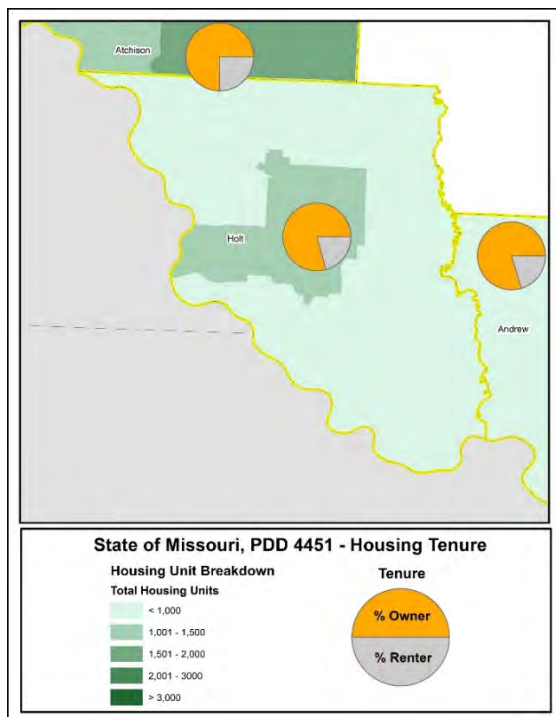 Atchison
Holt
Andrew
State of Missouri, PDD 4451 - Housing Tenure
Housing Unit Breakdown
Total Housing Units
< 1,000
1,001 - 1,500
1,501 - 2,000
2,001 - 3000
> 3,000
Tenure
% Owner
% Renter